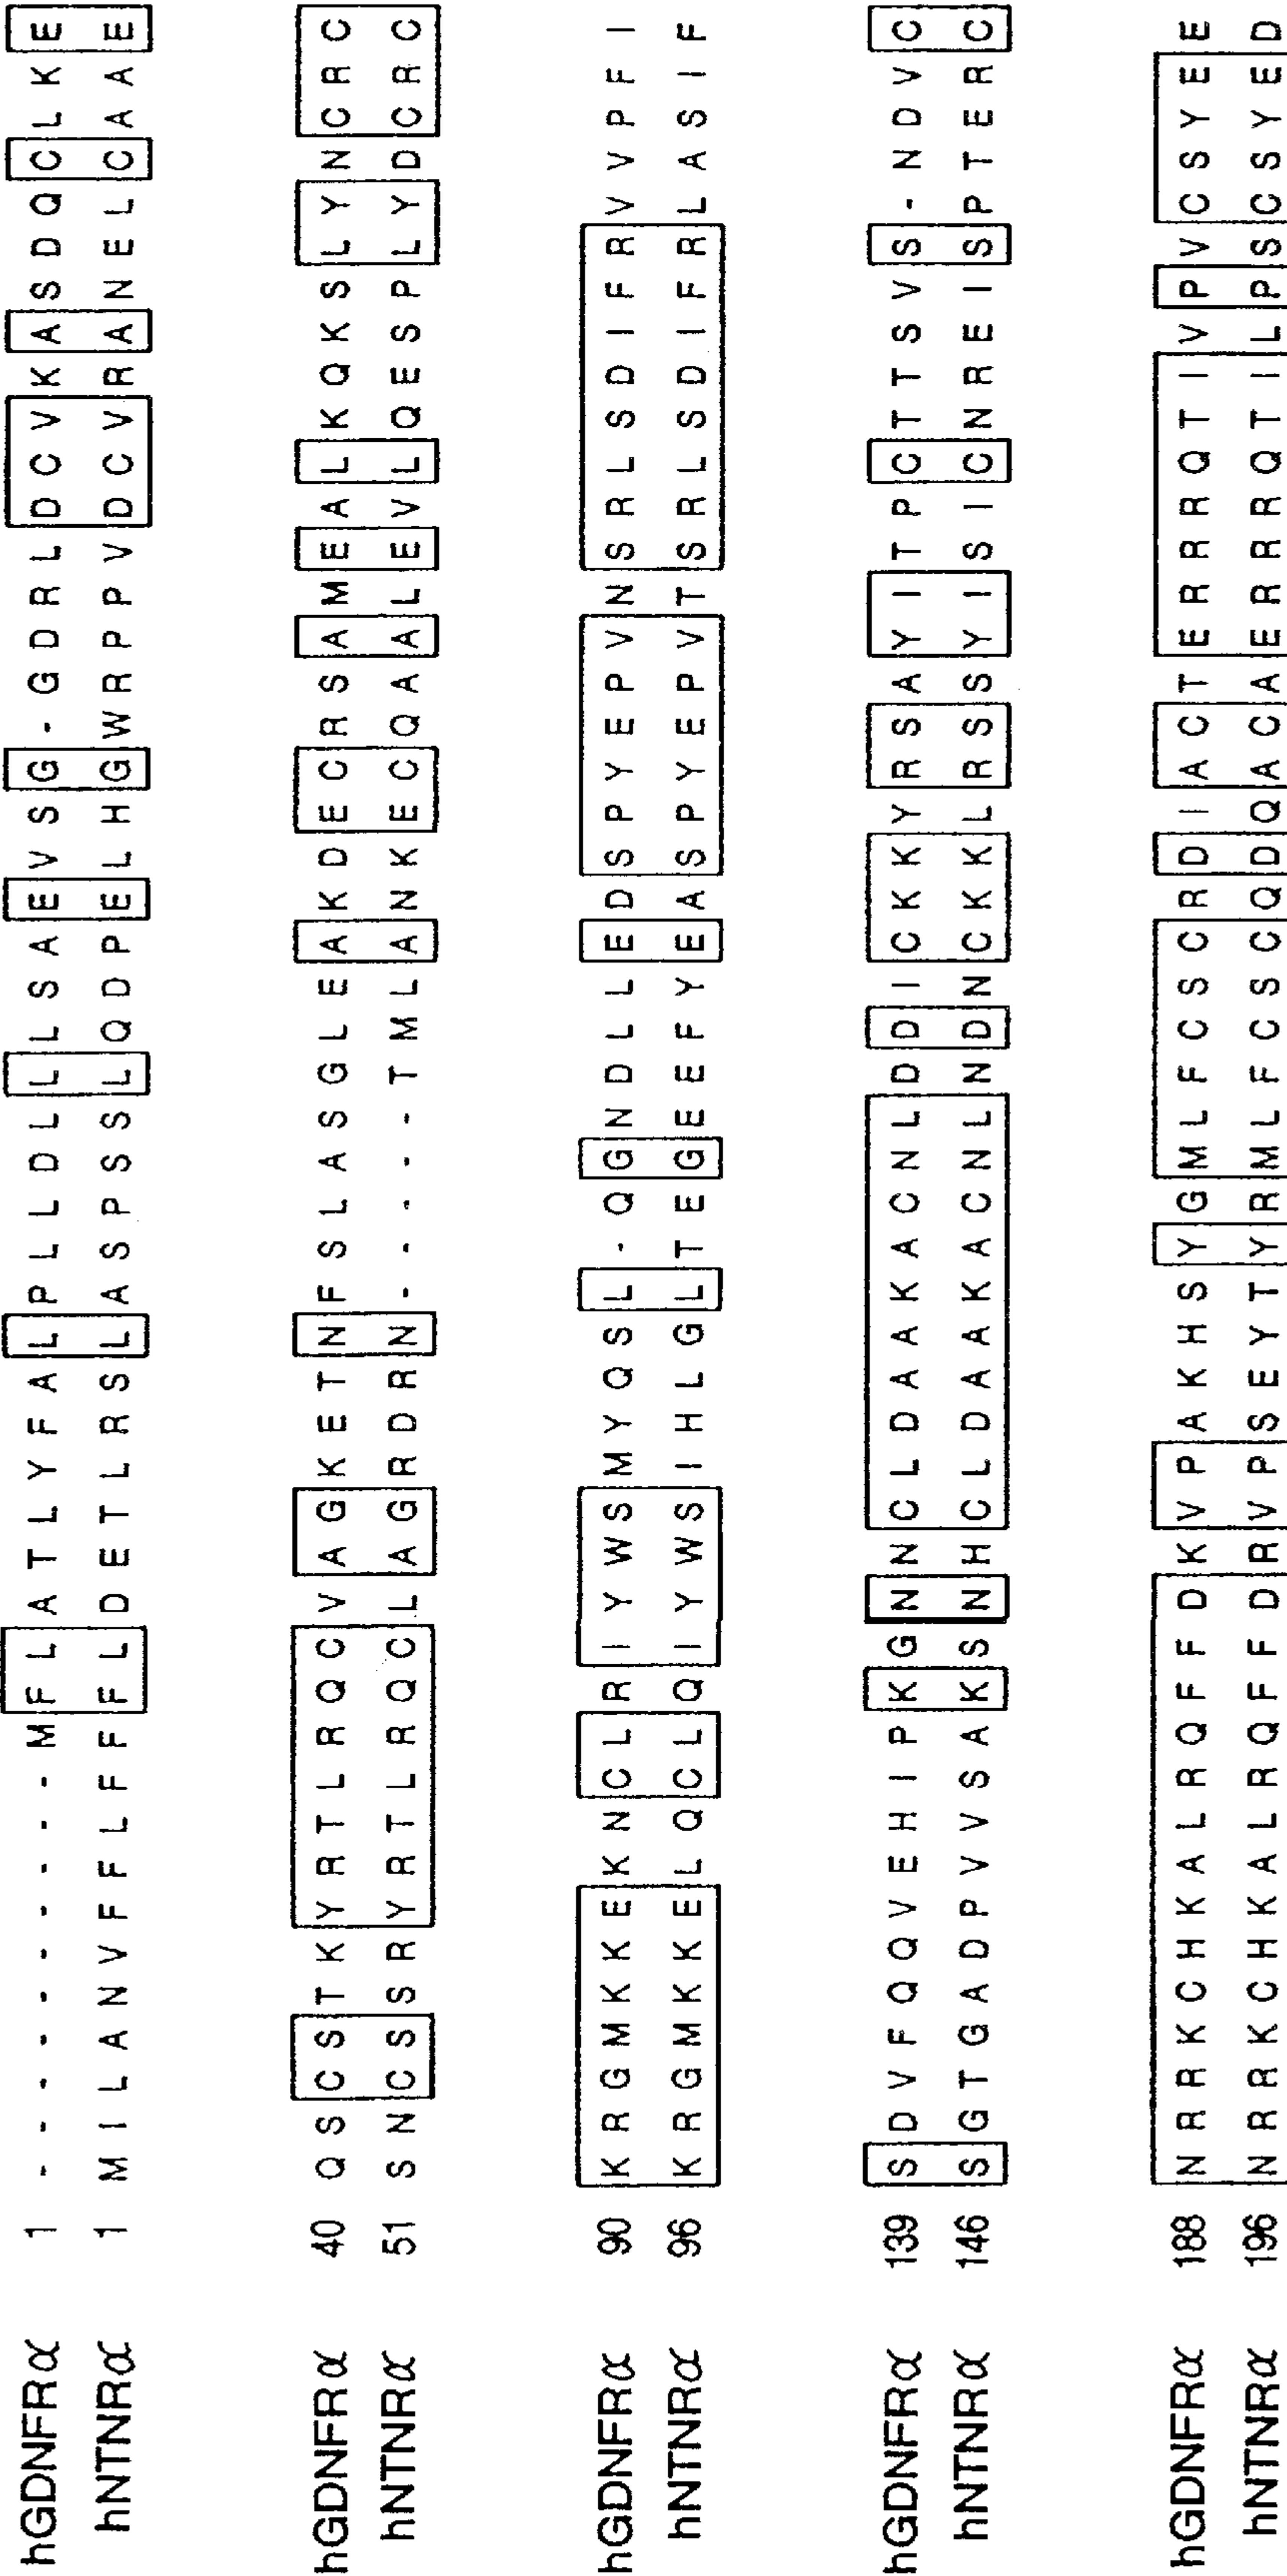 hGDNFRα 1 - - - - - - - - - - M F L A T L Y F A L P L L D L L L S A E V S G - G D R L D C V K A S D Q C L K E
hNTNRα 1 M I L A N V F F L F F F L D E T L R S L A S P S S L Q D P E L H G W R P P V D C V R A N E L C A A E
hGDNFRα 40 Q S C S T K Y R T L R Q C V A G K E T N F S L A S G L E A K D E C R S A M E A L K Q K S L Y N C R C
hNTNRα 51 S N C S S R Y R T L R Q C L A G R D R N - - - - - T M L A N K E C Q A A L E V L Q E S P L Y D C R C
hGDNFRα 90 K R G M K K E K N C L R I Y W S M Y Q S L - Q G N D L L E D S P Y E P V N S R L S D I F R V V P F I
hNTNRα 96 K R G M K K E L Q C L Q I Y W S I H L G L T E G E E F Y E A S P Y E P V T S R L S D I F R L A S I F
hGDNFRα 139 S D V F Q Q V E H I P K G N N C L D A A K A C N L D D I C K K Y R S A Y I T P C T T S V S - N D V C
hNTNRα 146 S G T G A D P V V S A K S N H C L D A A K A C N L N D N C K K L R S S Y I S I C N R E I S P T E R C
hGDNFRα 188 N R R K C H K A L R Q F F D K V P A K H S Y G M L F C S C R D I A C T E R R R Q T I V P V C S Y E E
hNTNRα 196 N R R K C H K A L R Q F F D R V P S E Y T Y R M L F C S C Q D Q A C A E R R R Q T I L P S C S Y E D